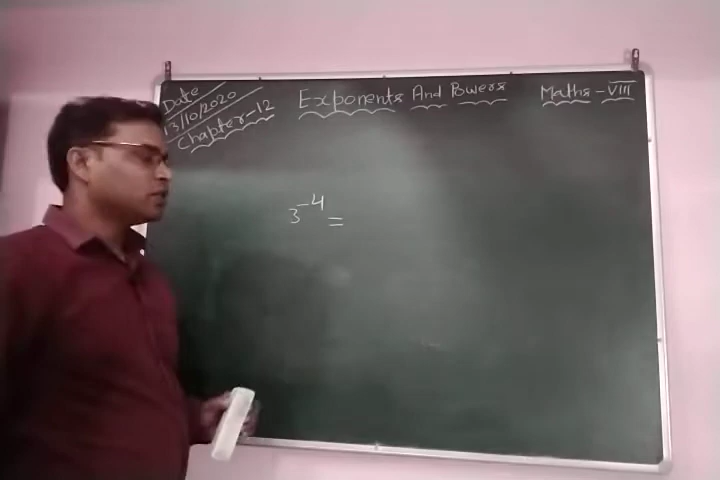 Date
13/10/2020
Chapter-12
Exponents And Powers
Maths-VIII
3⁻⁴ =